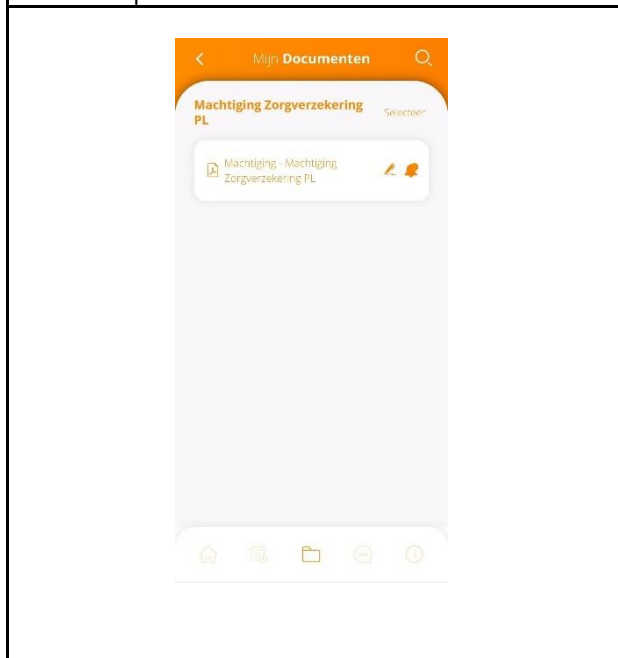 Mijn Documenten
Machtiging Zorgverzekering
PL
Selecteer
Machtiging - Machtiging
Zorgverzekering PL